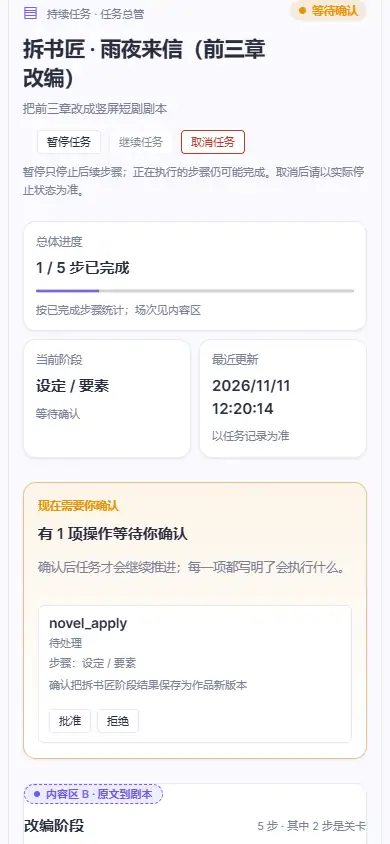 持续任务 · 任务总管
等待确认
拆书匠 · 雨夜来信（前三章
改编）
把前三章改成竖屏短剧剧本
暂停任务 继续任务 取消任务
暂停只停止后续步骤；正在执行的步骤仍可能完成。取消后请以实际停
止状态为准。
总体进度
1 / 5 步已完成
按已完成步骤统计；场次见内容区
当前阶段
设定 / 要素
等待确认
最近更新
2026/11/11
12:20:14
以任务记录为准
现在需要你确认
有 1 项操作等待你确认
确认后任务才会继续推进；每一项都写明了会执行什么。
novel_apply
待处理
步骤：设定 / 要素
确认把拆书匠阶段结果保存为作品新版本
批准 拒绝
内容区 B · 原文到剧本
改编阶段
5 步 · 其中 2 步是关卡